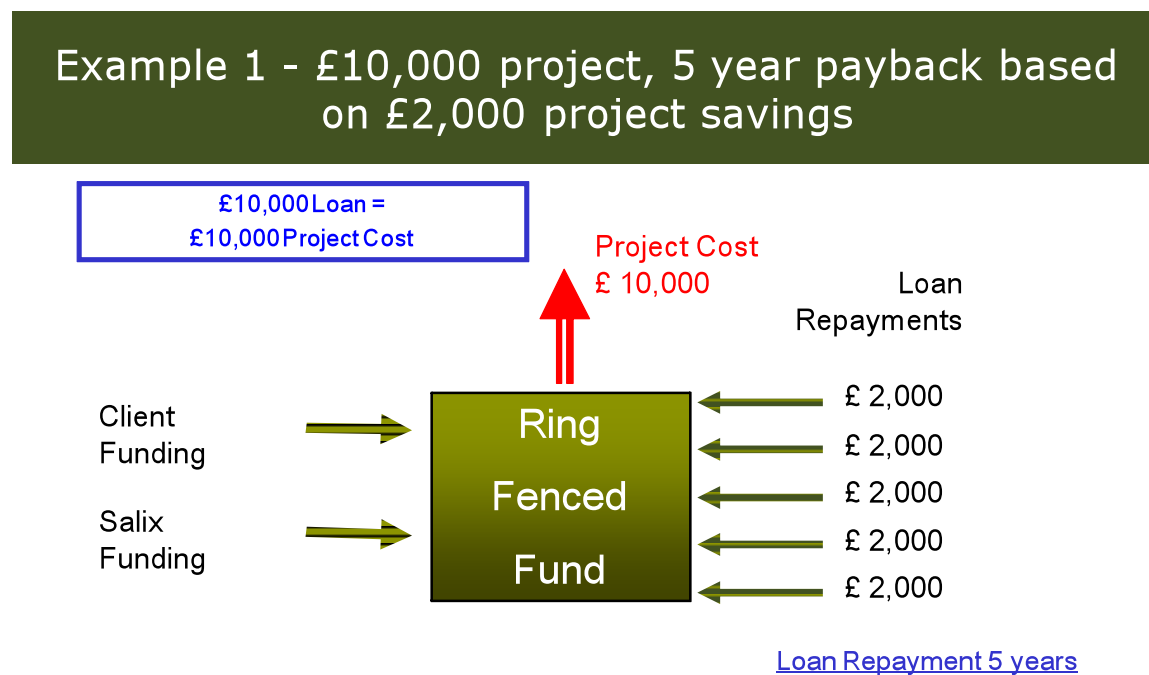 Example 1 - £10,000 project, 5 year payback based
on £2,000 project savings
£10,000 Loan =
£10,000 Project Cost
Project Cost
£ 10,000
Loan
Repayments
Client
Funding
Salix
Funding
Ring
Fenced
Fund
£ 2,000
£ 2,000
£ 2,000
£ 2,000
£ 2,000
Loan Repayment 5 years